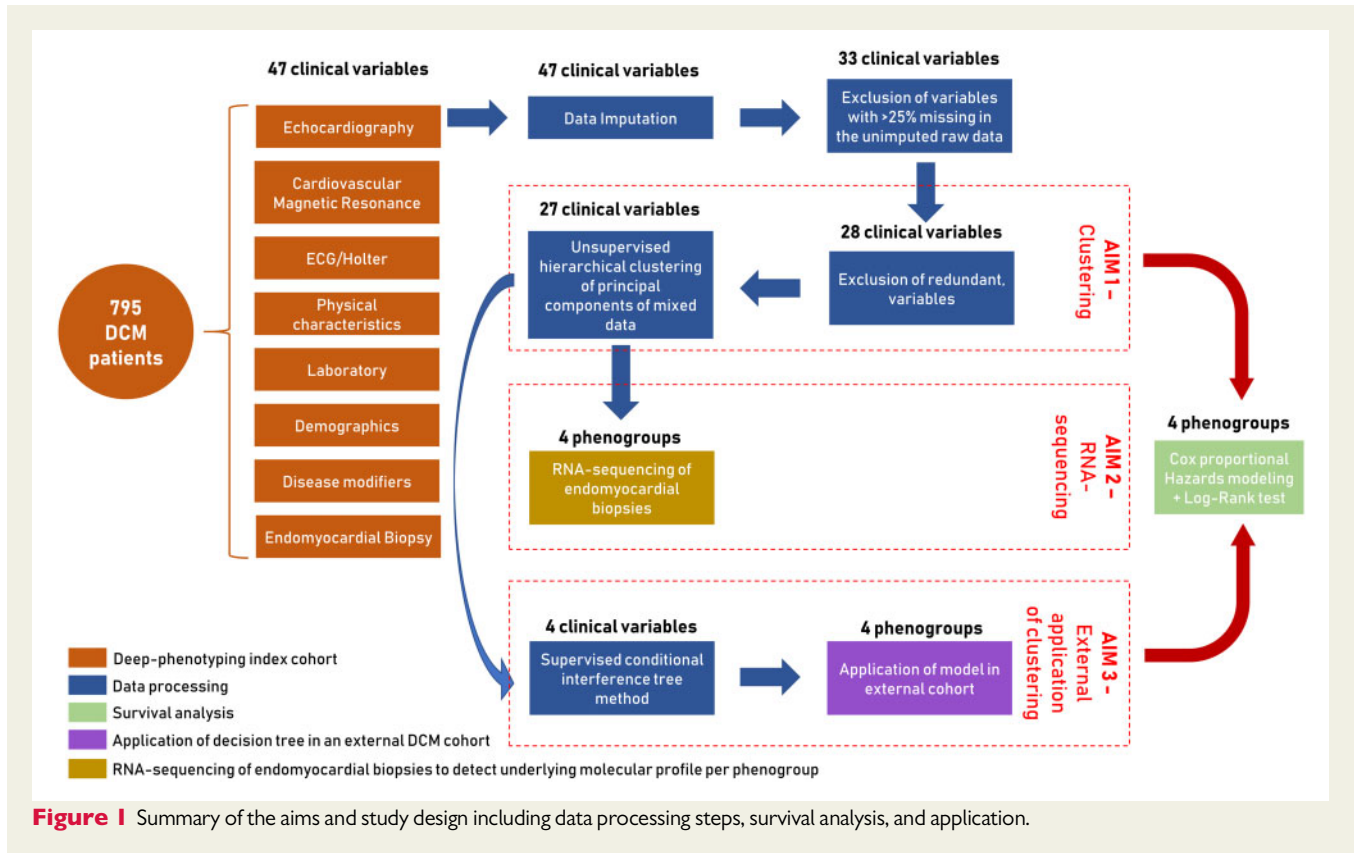 47 clinical variables
Echocardiography
Cardiovascular
Magnetic Resonance
ECG/Holter
Physical
characteristics
Laboratory
Demographics
Disease modifiers
Endomyocardial Biopsy
795
DCM
patients
47 clinical variables
Data Imputation
33 clinical variables
Exclusion of variables
with >25% missing in
the unimputed raw data
28 clinical variables
Exclusion of redundant,
variables
27 clinical variables
Unsupervised
hierarchical clustering
of principal
components of mixed
data
AIM 1 -
Clustering
4 phenogroups
RNA-sequencing of
endomyocardial
biopsies
AIM 2 -
RNA-
sequencing
4 clinical variables
Supervised conditional
interference tree
method
4 phenogroups
Application of model in
external cohort
AIM 3 -
External
application
of clustering
4 phenogroups
Cox proportional
Hazards modeling
+ Log-Rank test
Deep-phenotyping index cohort
Data processing
Survival analysis
Application of decision tree in an external DCM cohort
RNA-sequencing of endomyocardial biopsies to detect underlying molecular profile per phenogroup
Figure 1 Summary of the aims and study design including data processing steps, survival analysis, and application.